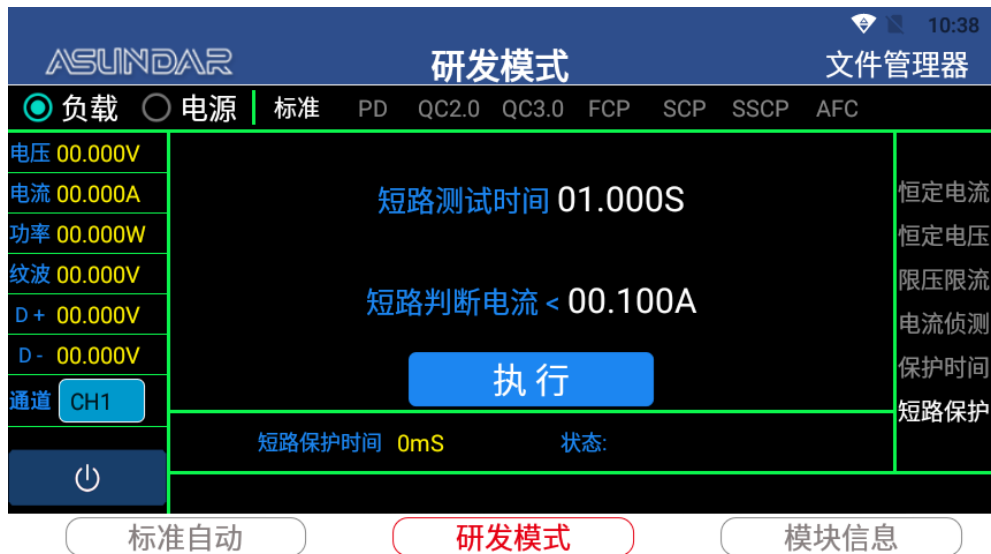 10:38
ASUNDAR 研发模式 文件管理器
负载 电源 标准 PD QC2.0 QC3.0 FCP SCP SSCP AFC
电压 00.000V
电流 00.000A
功率 00.000W
纹波 00.000V
D + 00.000V
D - 00.000V
通道 CH1
短路测试时间 01.000S
短路判断电流 < 00.100A
执 行
短路保护时间 0mS 状态:
恒定电流
恒定电压
限压限流
电流侦测
保护时间
短路保护
标准自动 研发模式 模块信息